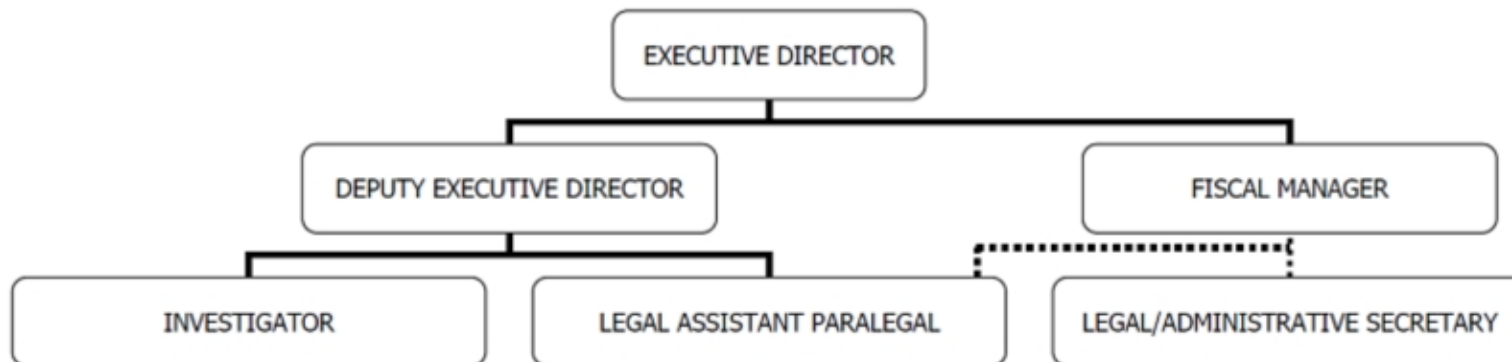 EXECUTIVE DIRECTOR
DEPUTY EXECUTIVE DIRECTOR
FISCAL MANAGER
INVESTIGATOR
LEGAL ASSISTANT PARALEGAL
LEGAL/ADMINISTRATIVE SECRETARY